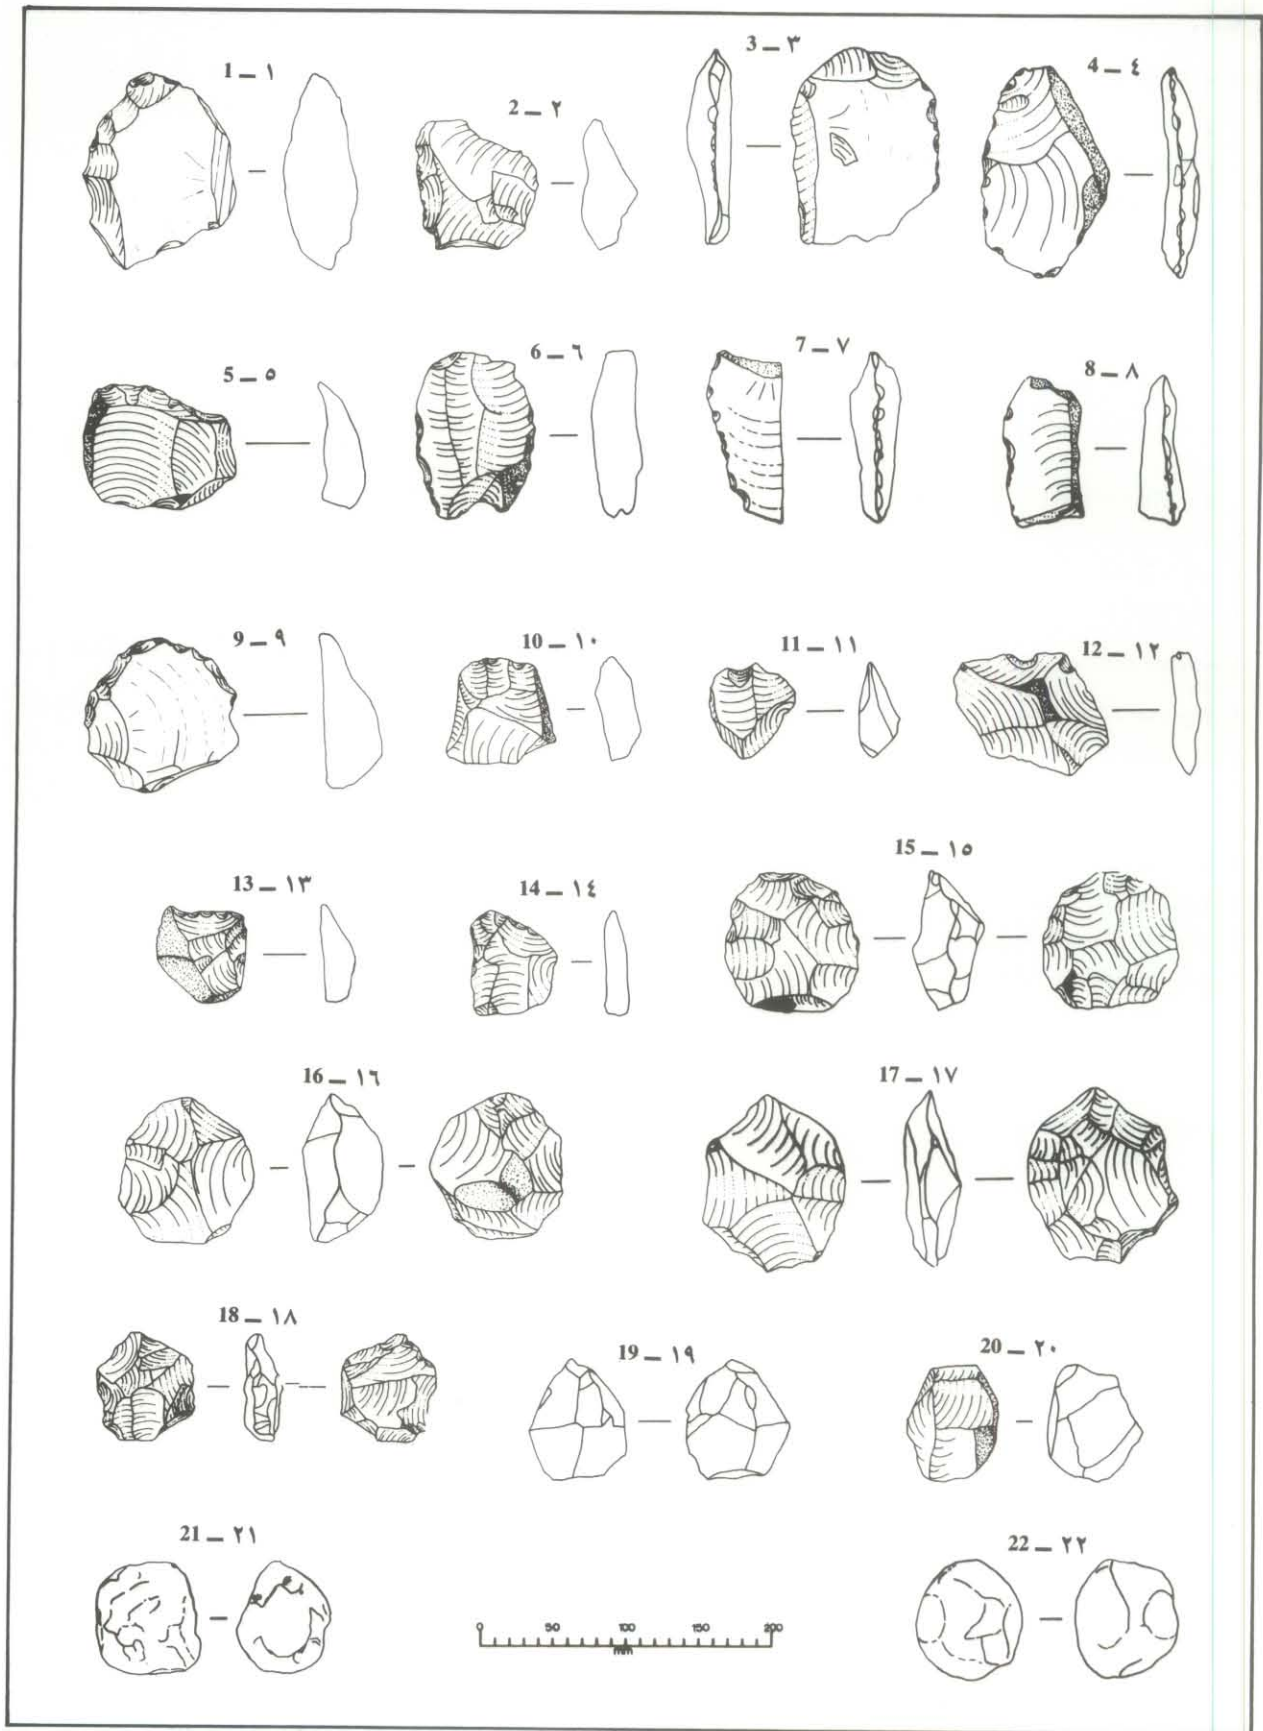 1 — ١
2 — ٢
3 — ٣
4 — ٤
5 — ٥
6 — ٦
7 — ٧
8 — ٨
9 — ٩
10 — ١٠
11 — ١١
12 — ١٢
13 — ١٣
14 — ١٤
15 — ١٥
16 — ١٦
17 — ١٧
18 — ١٨
19 — ١٩
20 — ٢٠
21 — ٢١
22 — ٢٢
0 50 100 150 200
mm